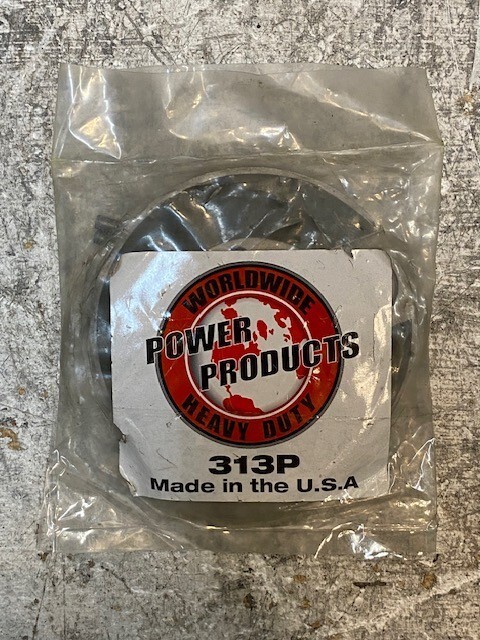 WORLDWIDE
POWER
PRODUCTS
HEAVY DUTY
313P
Made in the U.S.A